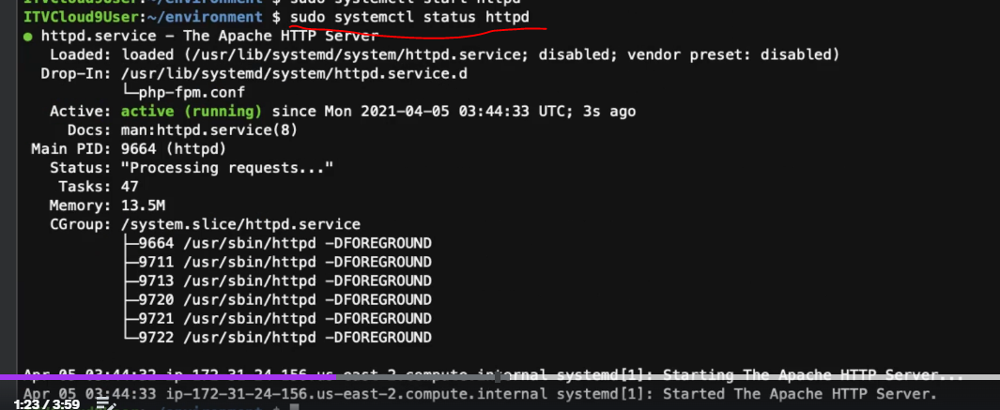 ITVCloud9User:~/environment $ sudo systemctl start httpd
ITVCloud9User:~/environment $ sudo systemctl status httpd
● httpd.service - The Apache HTTP Server
Loaded: loaded (/usr/lib/systemd/system/httpd.service; disabled; vendor preset: disabled)
Drop-In: /usr/lib/systemd/system/httpd.service.d
└─php-fpm.conf
Active: active (running) since Mon 2021-04-05 03:44:33 UTC; 3s ago
Docs: man:httpd.service(8)
Main PID: 9664 (httpd)
Status: "Processing requests..."
Tasks: 47
Memory: 13.5M
CGroup: /system.slice/httpd.service
├─9664 /usr/sbin/httpd -DFOREGROUND
├─9711 /usr/sbin/httpd -DFOREGROUND
├─9713 /usr/sbin/httpd -DFOREGROUND
├─9720 /usr/sbin/httpd -DFOREGROUND
├─9721 /usr/sbin/httpd -DFOREGROUND
└─9722 /usr/sbin/httpd -DFOREGROUND
Apr 05 03:44:32 ip-172-31-24-156.us-east-2.compute.internal systemd[1]: Starting The Apache HTTP Server...
Apr 05 03:44:33 ip-172-31-24-156.us-east-2.compute.internal systemd[1]: Started The Apache HTTP Server.
:~/environment $
1:23 / 3:59